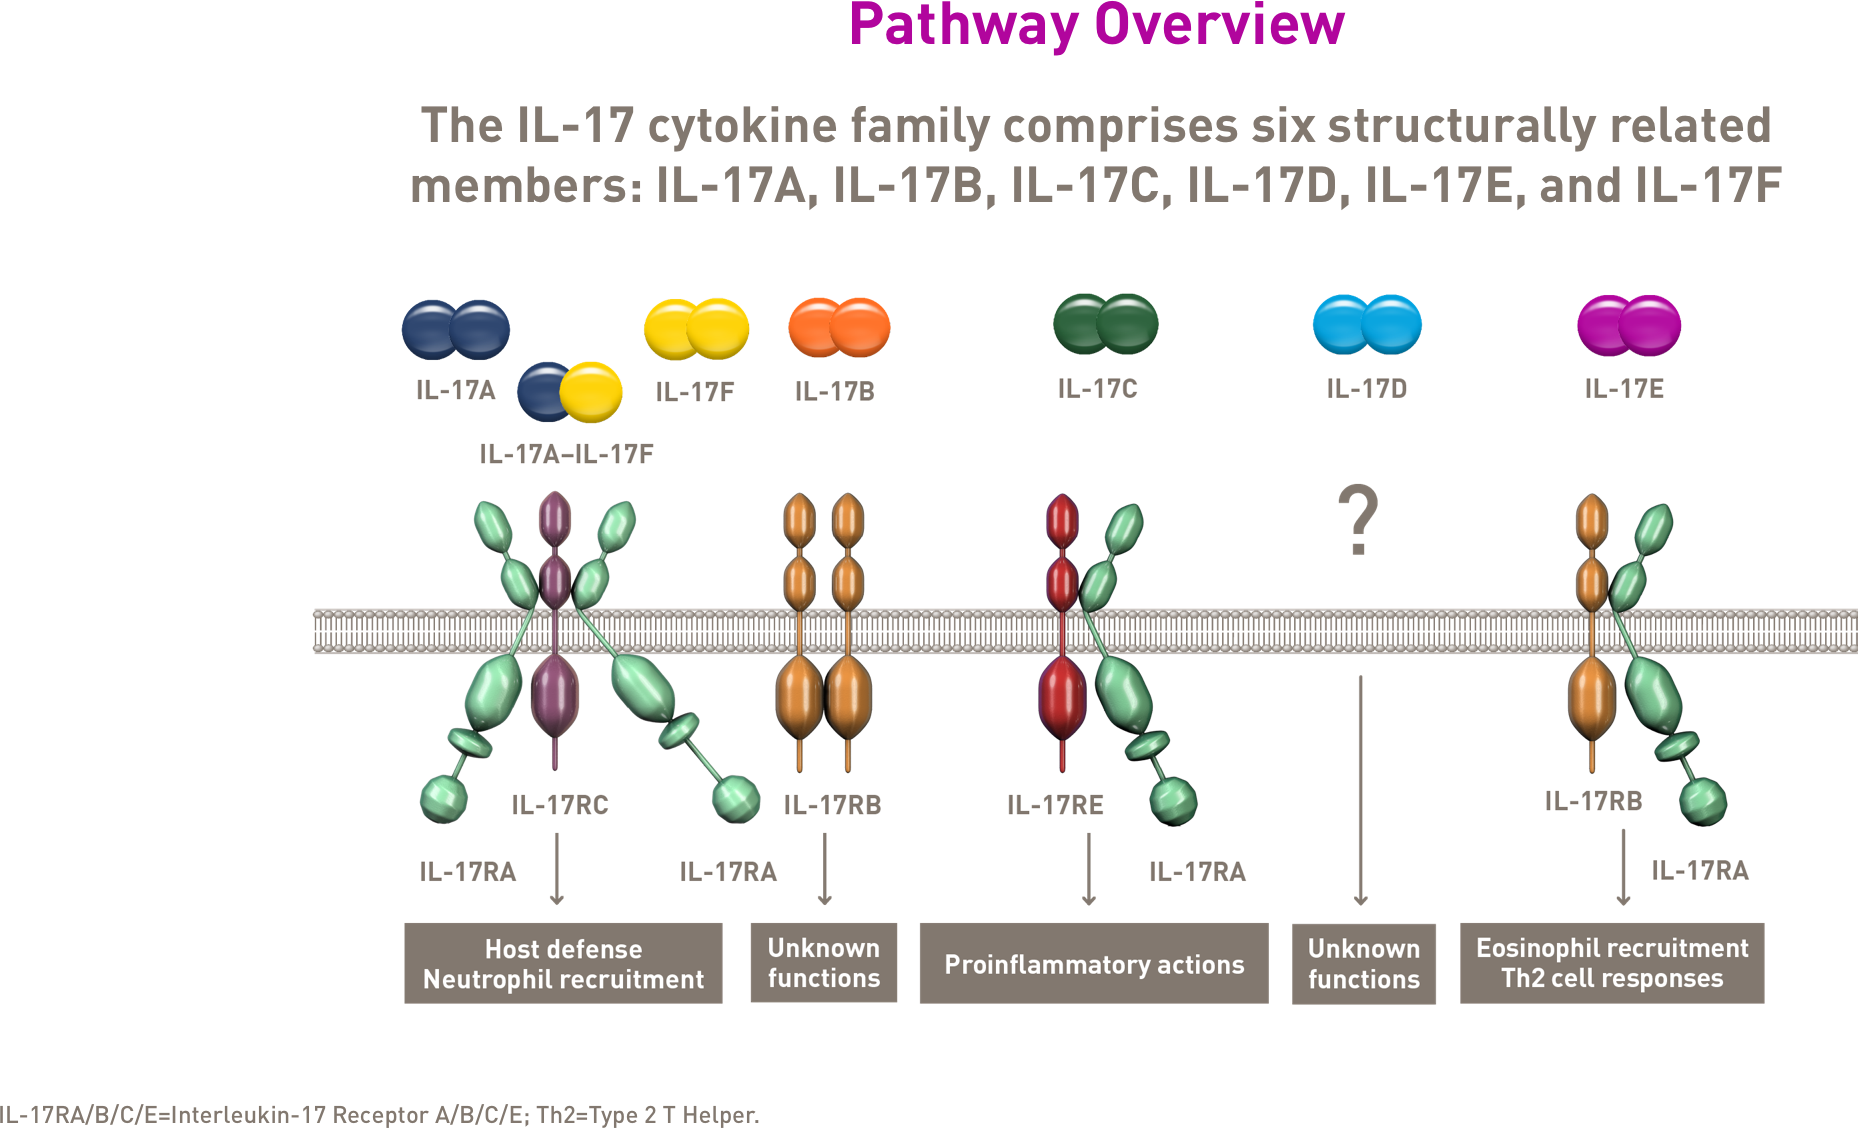 Pathway Overview
The IL-17 cytokine family comprises six structurally related
members: IL-17A, IL-17B, IL-17C, IL-17D, IL-17E, and IL-17F
IL-17A
IL-17A–IL-17F
IL-17F
IL-17B
IL-17C
IL-17D
IL-17E
?
IL-17RA
IL-17RC
IL-17RA
IL-17RB
IL-17RE
IL-17RA
IL-17RB
IL-17RA
Host defense
Neutrophil recruitment
Unknown
functions
Proinflammatory actions
Unknown
functions
Eosinophil recruitment
Th2 cell responses
IL-17RA/B/C/E=Interleukin-17 Receptor A/B/C/E; Th2=Type 2 T Helper.